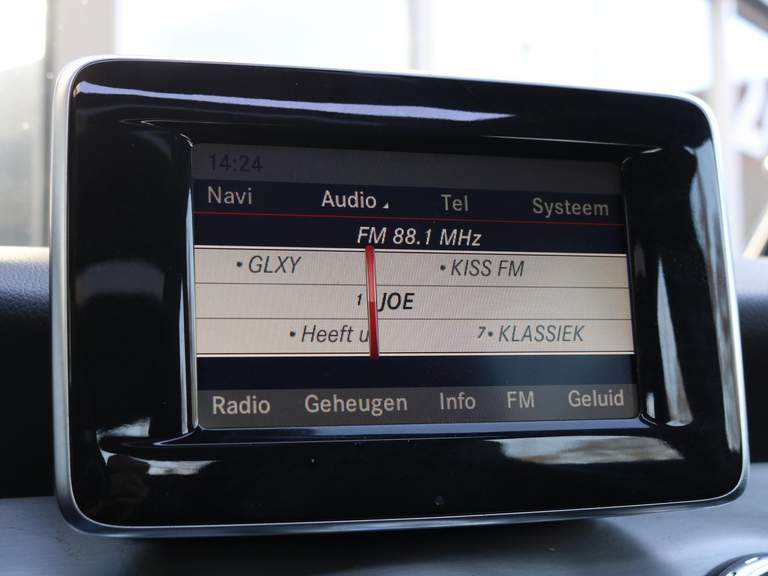 14:24
Navi Audio Tel Systeem
FM 88.1 MHz
• GLXY • KISS FM
1 JOE
• Heeft u 7• KLASSIEK
Radio Geheugen Info FM Geluid